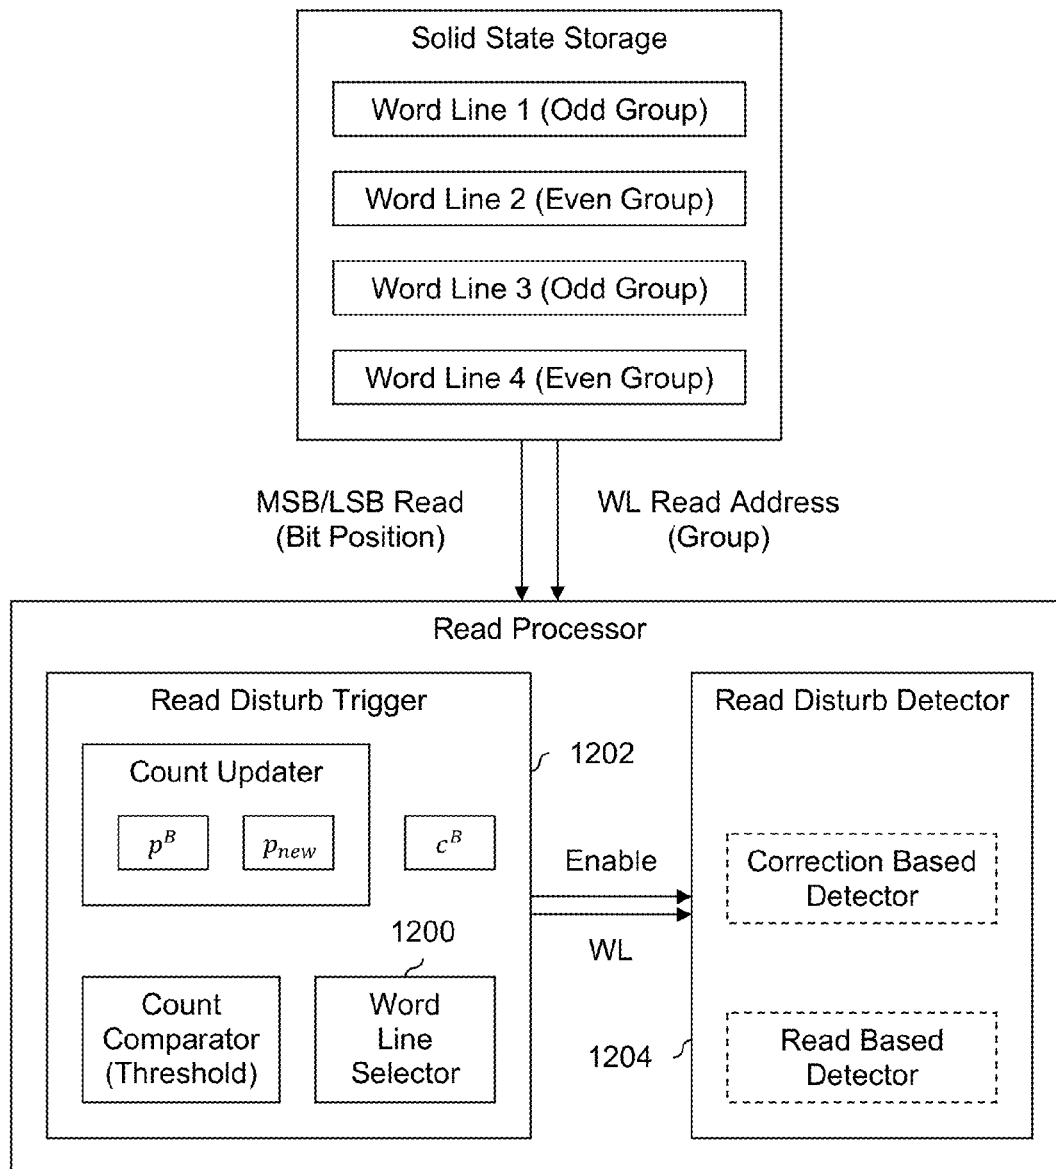 Solid State Storage
Word Line 1 (Odd Group)
Word Line 2 (Even Group)
Word Line 3 (Odd Group)
Word Line 4 (Even Group)
MSB/LSB Read
(Bit Position)
WL Read Address
(Group)
Read Processor
Read Disturb Trigger
Count Updater
p^B
p_new
c^B
1202
Count
Comparator
(Threshold)
1200
Word
Line
Selector
Enable
WL
Read Disturb Detector
Correction Based
Detector
1204
Read Based
Detector